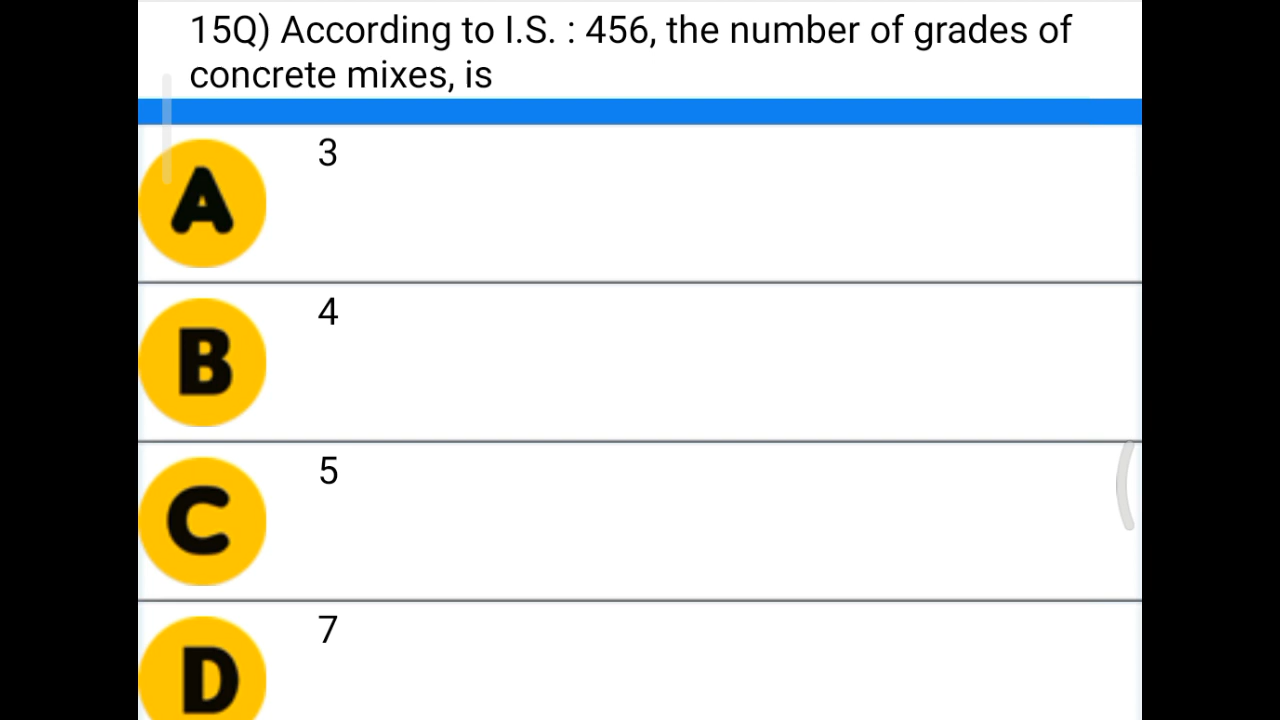 15Q) According to I.S. : 456, the number of grades of
concrete mixes, is
A 3
B 4
C 5
D 7